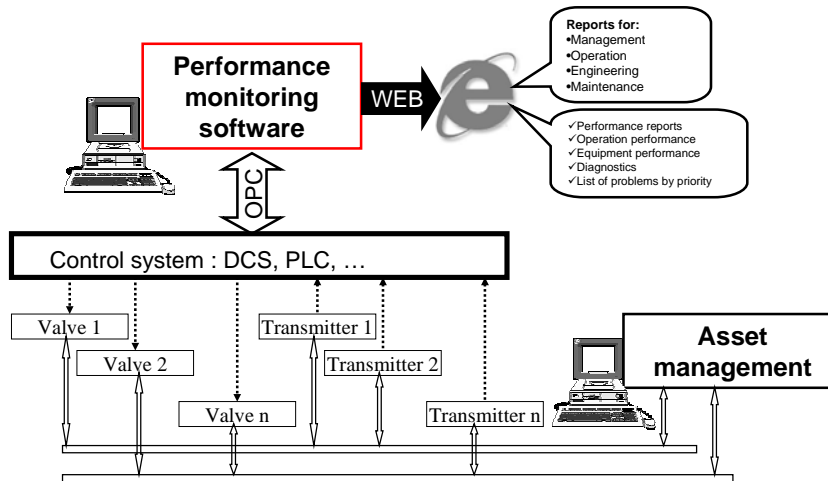 Performance
monitoring
software
WEB
Reports for:
•Management
•Operation
•Engineering
•Maintenance
✓Performance reports
✓Operation performance
✓Equipment performance
✓Diagnostics
✓List of problems by priority
OPC
Control system : DCS, PLC, …
Valve 1
Transmitter 1
Valve 2
Transmitter 2
Valve n
Transmitter n
Asset
management